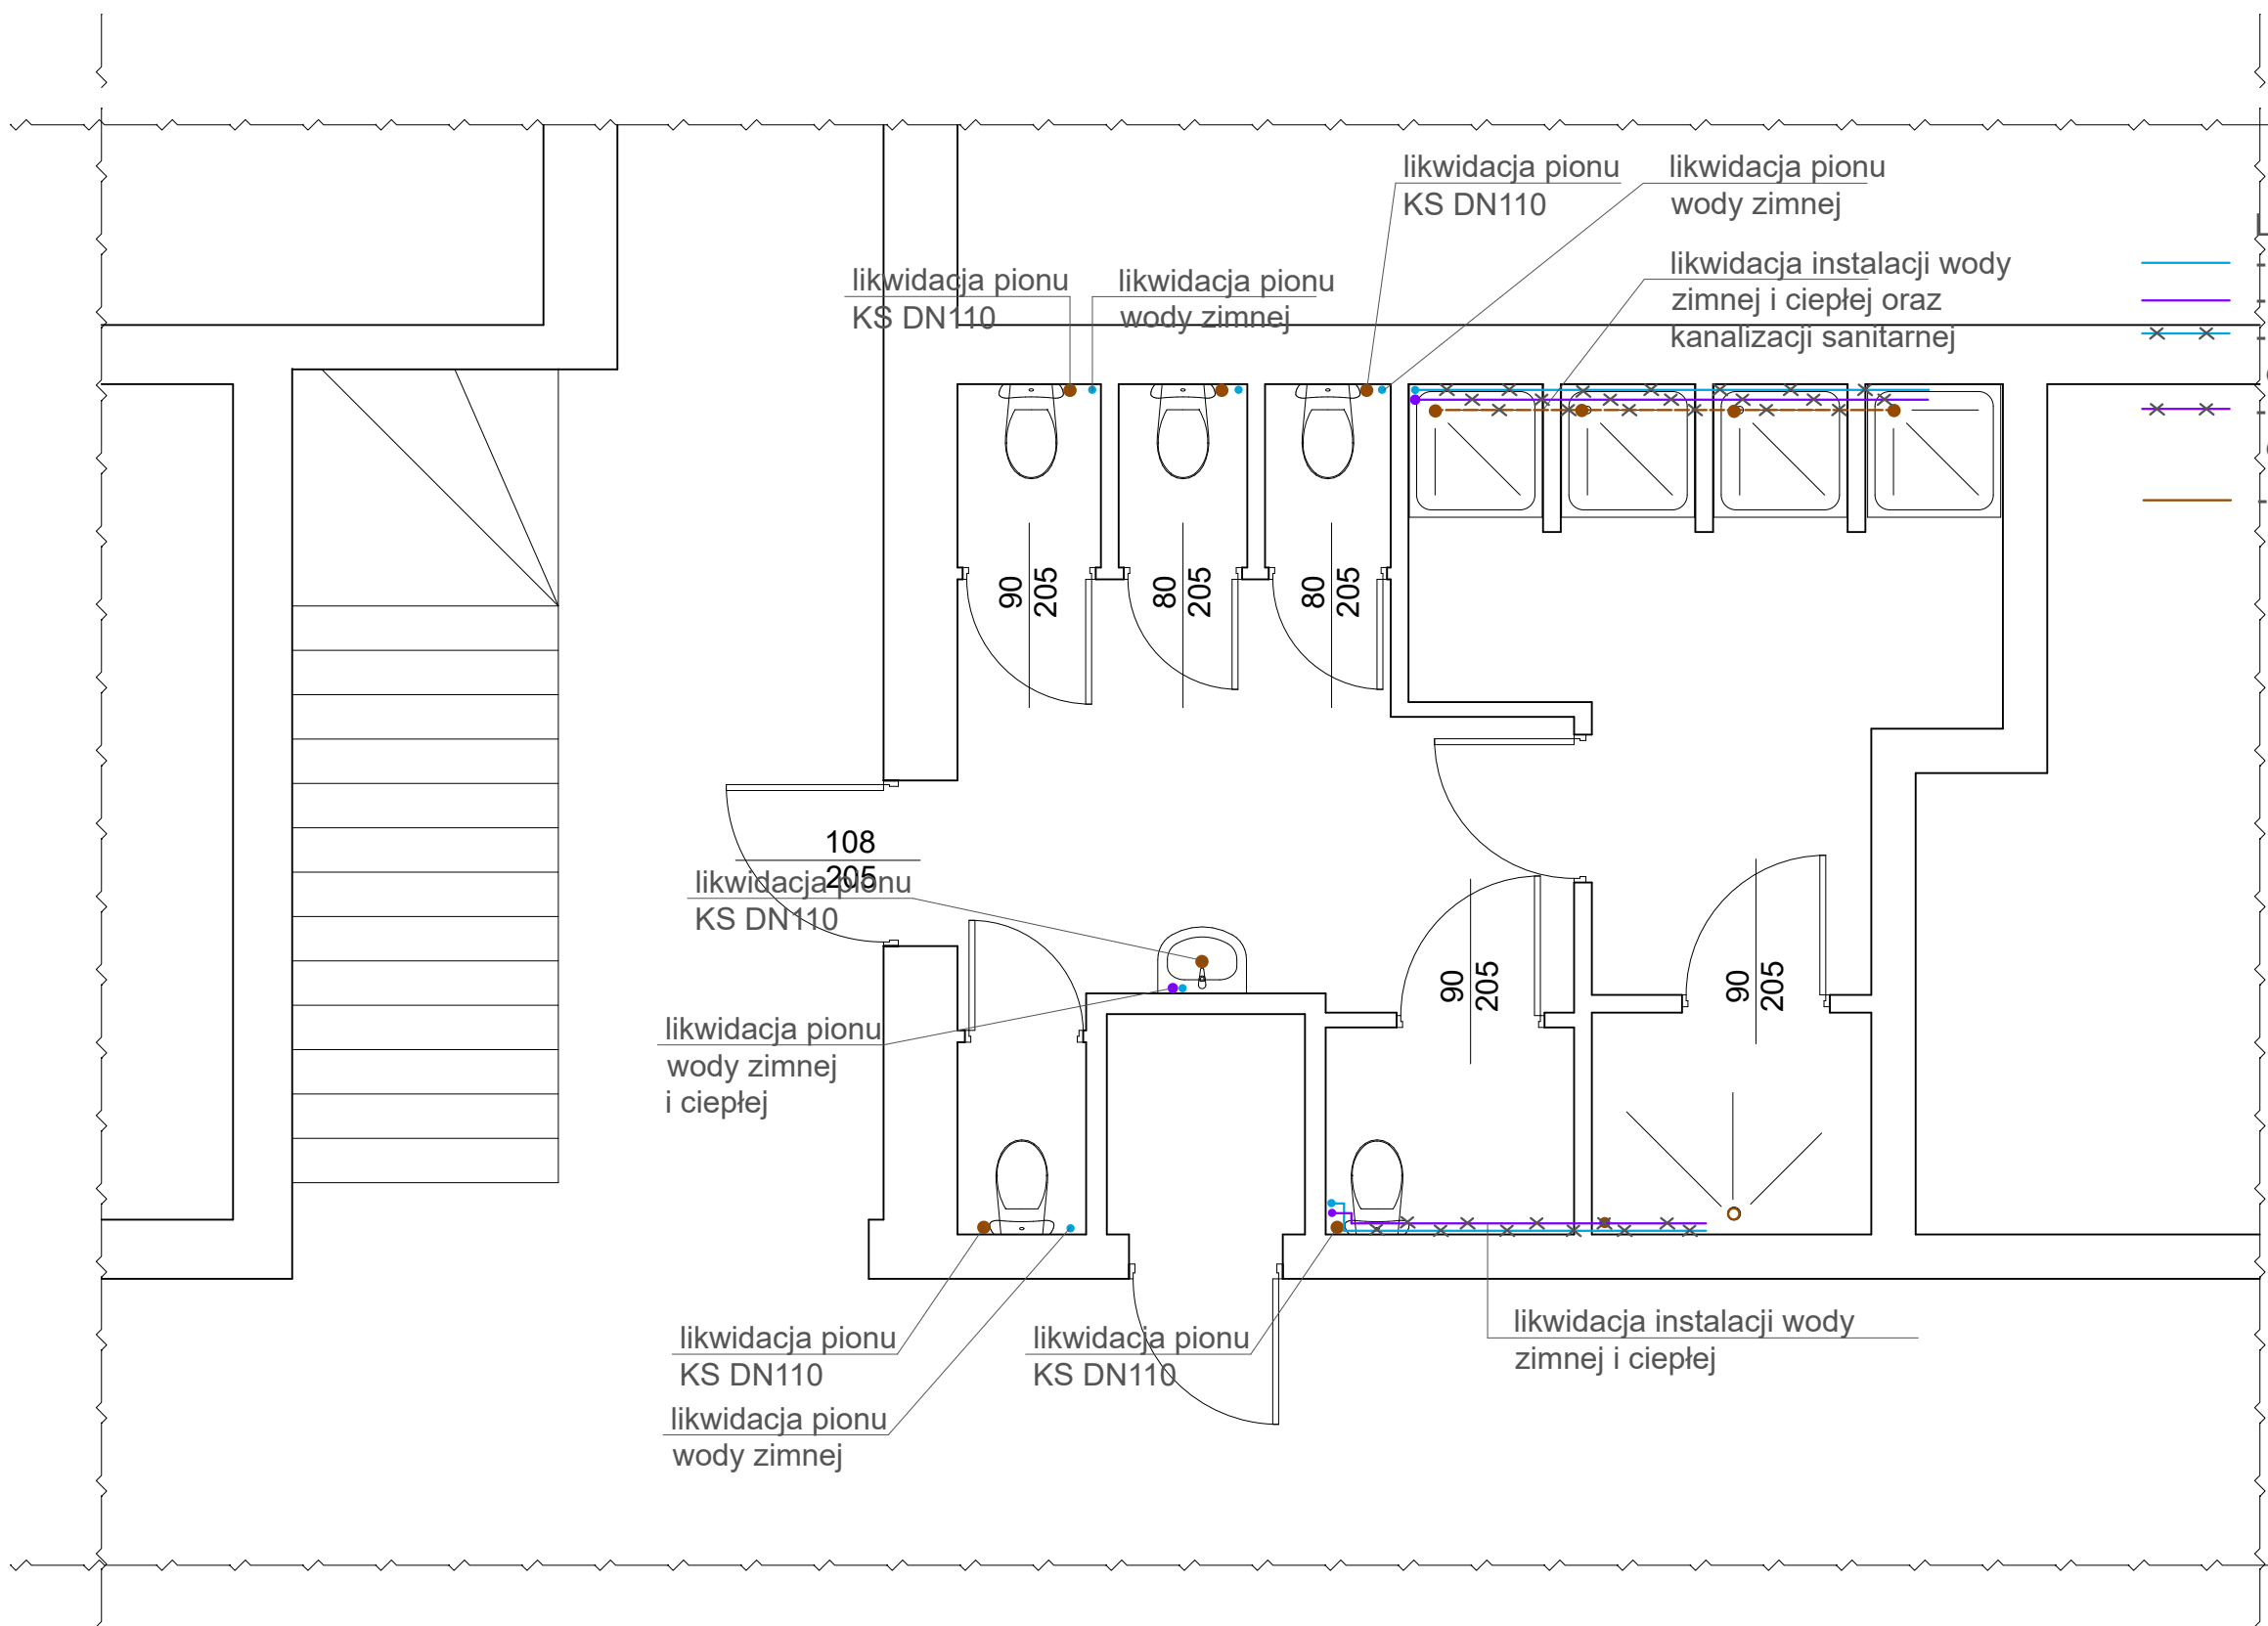 likwidacja pionu
KS DN110
likwidacja pionu
wody zimnej
likwidacja instalacji wody
zimnej i ciepłej oraz
kanalizacji sanitarnej
likwidacja pionu
KS DN110
likwidacja pionu
wody zimnej
90
205
80
205
80
205
108
205
likwidacja pionu
KS DN110
90
205
90
205
likwidacja pionu
wody zimnej
i ciepłej
likwidacja pionu
KS DN110
likwidacja pionu
KS DN110
likwidacja instalacji wody
zimnej i ciepłej
likwidacja pionu
wody zimnej